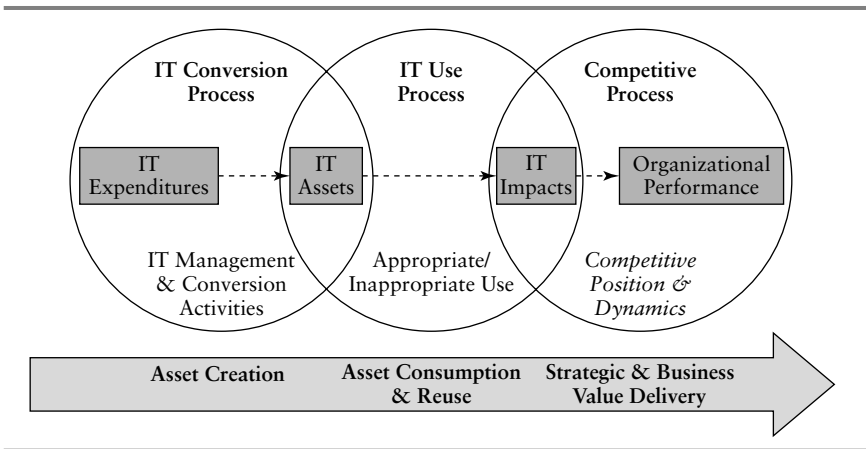 IT Conversion
Process
IT Use
Process
Competitive
Process
IT
Expenditures
IT
Assets
IT
Impacts
Organizational
Performance
IT Management
& Conversion
Activities
Appropriate/
Inappropriate Use
Competitive
Position &
Dynamics
Asset Creation
Asset Consumption
& Reuse
Strategic & Business
Value Delivery